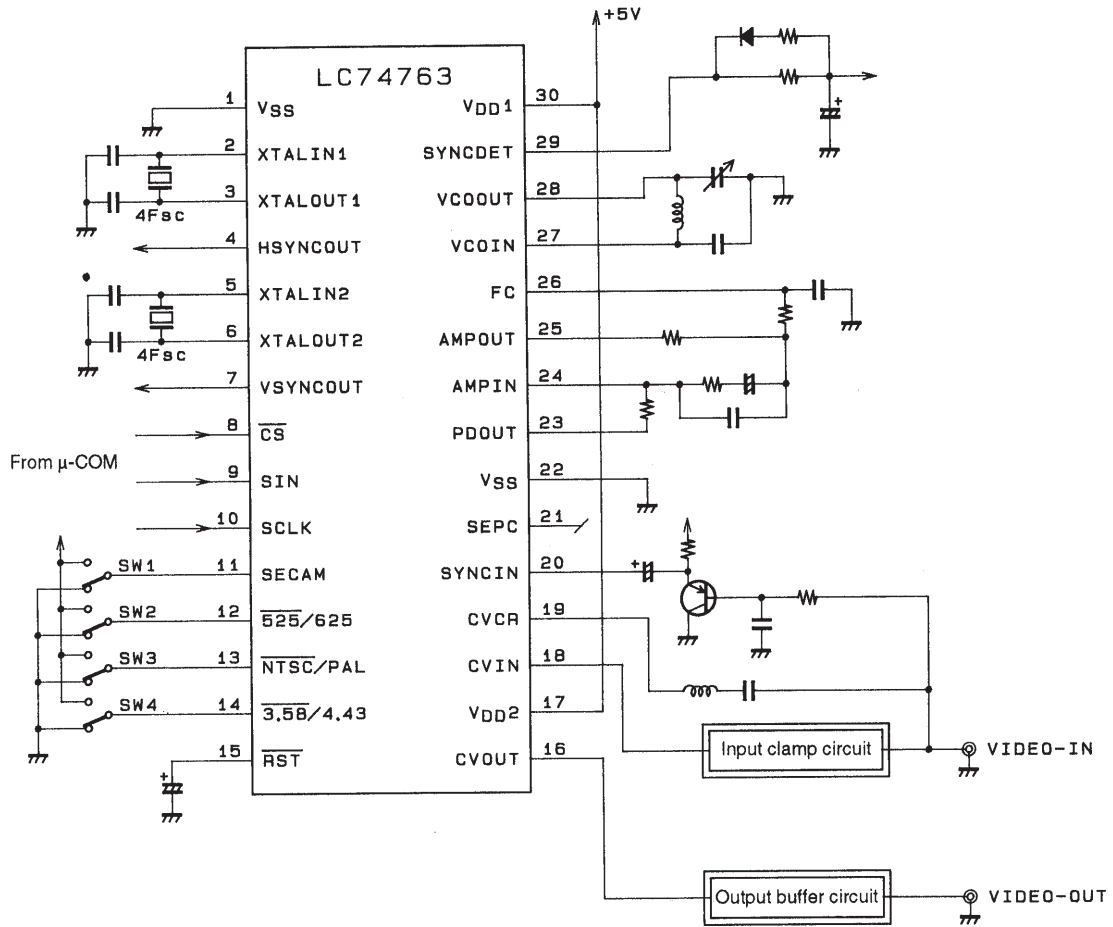 +5V
LC74763
1 VSS
VDD1 30
2 XTALIN1
SYNCDET 29
3 XTALOUT1
VCOOUT 28
4Fsc
4 HSYNCOUT
VCOIN 27
5 XTALIN2
FC 26
6 XTALOUT2
AMPOUT 25
4Fsc
7 VSYNCOUT
AMPIN 24
8 CS
PDOUT 23
From μ-COM
9 SIN
VSS 22
10 SCLK
SEPC 21
SW1 11 SECAM
SYNCIN 20 +
SW2 12 525/625
CVCR 19
SW3 13 NTSC/PAL
CVIN 18
SW4 14 3.58/4.43
VDD2 17
15 RST
CVOUT 16
Input clamp circuit
VIDEO-IN
+
+
Output buffer circuit
VIDEO-OUT